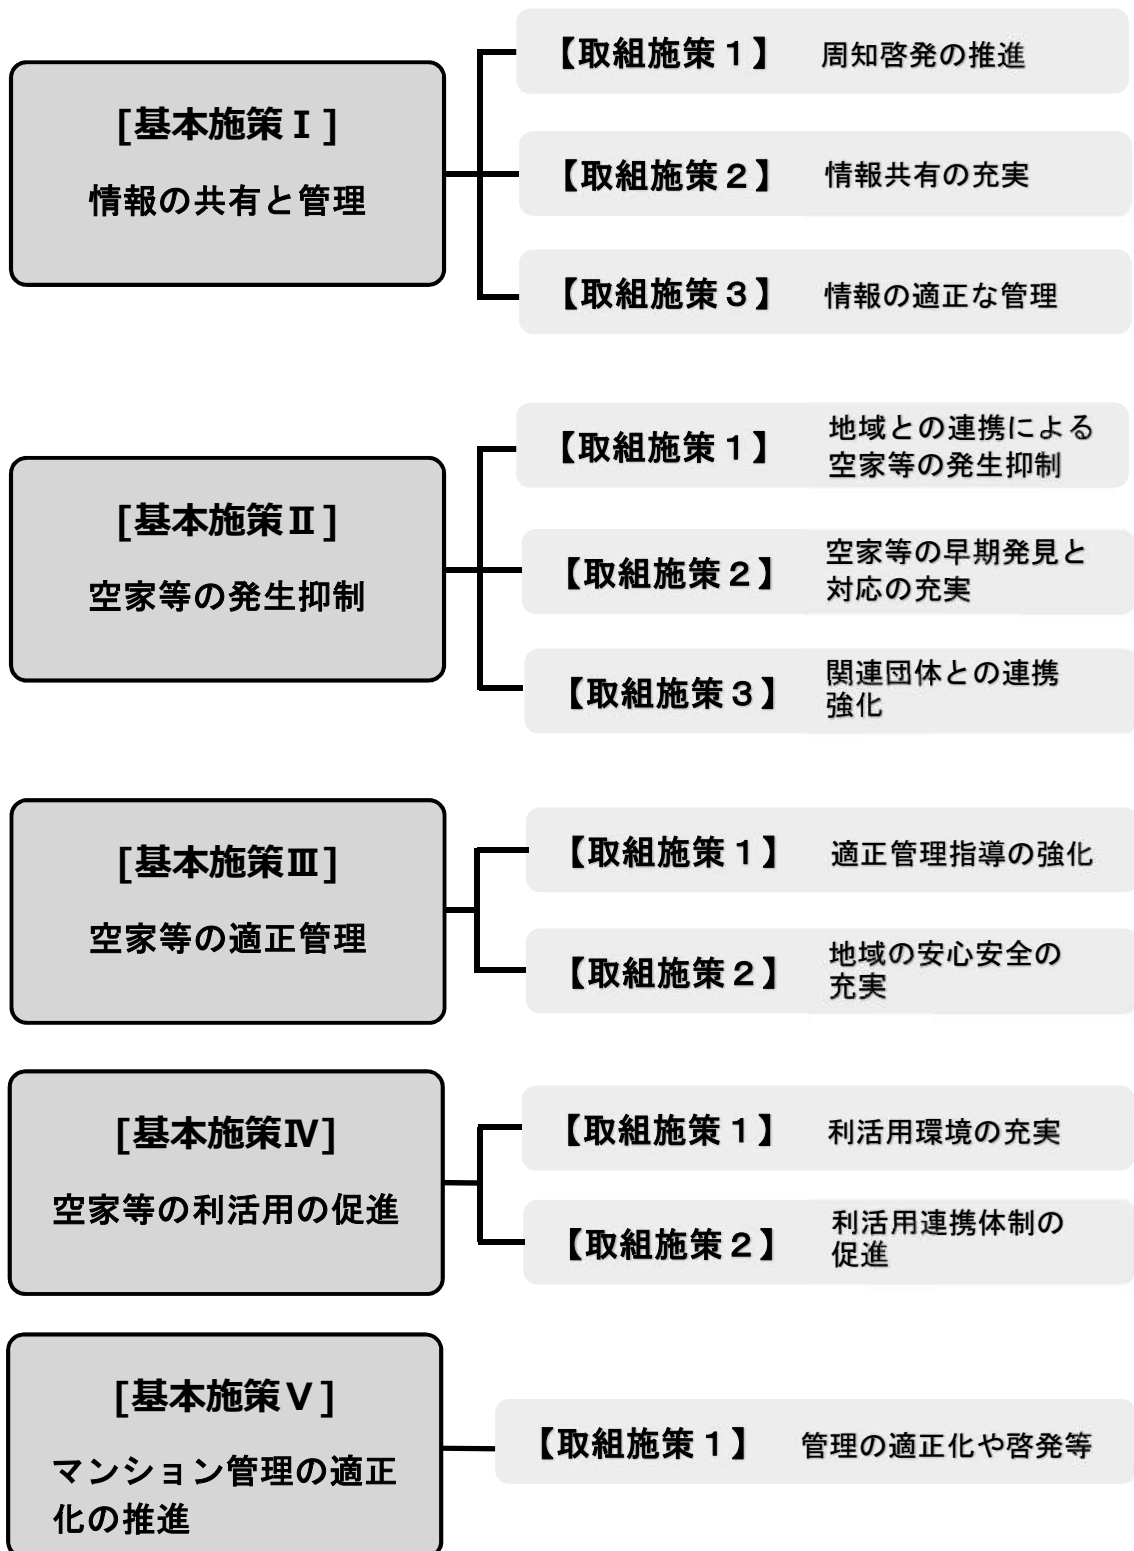 [基本施策Ⅰ]
情報の共有と管理
【取組施策１】 周知啓発の推進
【取組施策２】 情報共有の充実
【取組施策３】 情報の適正な管理
[基本施策Ⅱ]
空家等の発生抑制
【取組施策１】 地域との連携による
空家等の発生抑制
【取組施策２】 空家等の早期発見と
対応の充実
【取組施策３】 関連団体との連携
強化
[基本施策Ⅲ]
空家等の適正管理
【取組施策１】 適正管理指導の強化
【取組施策２】 地域の安心安全の
充実
[基本施策Ⅳ]
空家等の利活用の促進
【取組施策１】 利活用環境の充実
【取組施策２】 利活用連携体制の
促進
[基本施策Ⅴ]
マンション管理の適正
化の推進
【取組施策１】 管理の適正化や啓発等